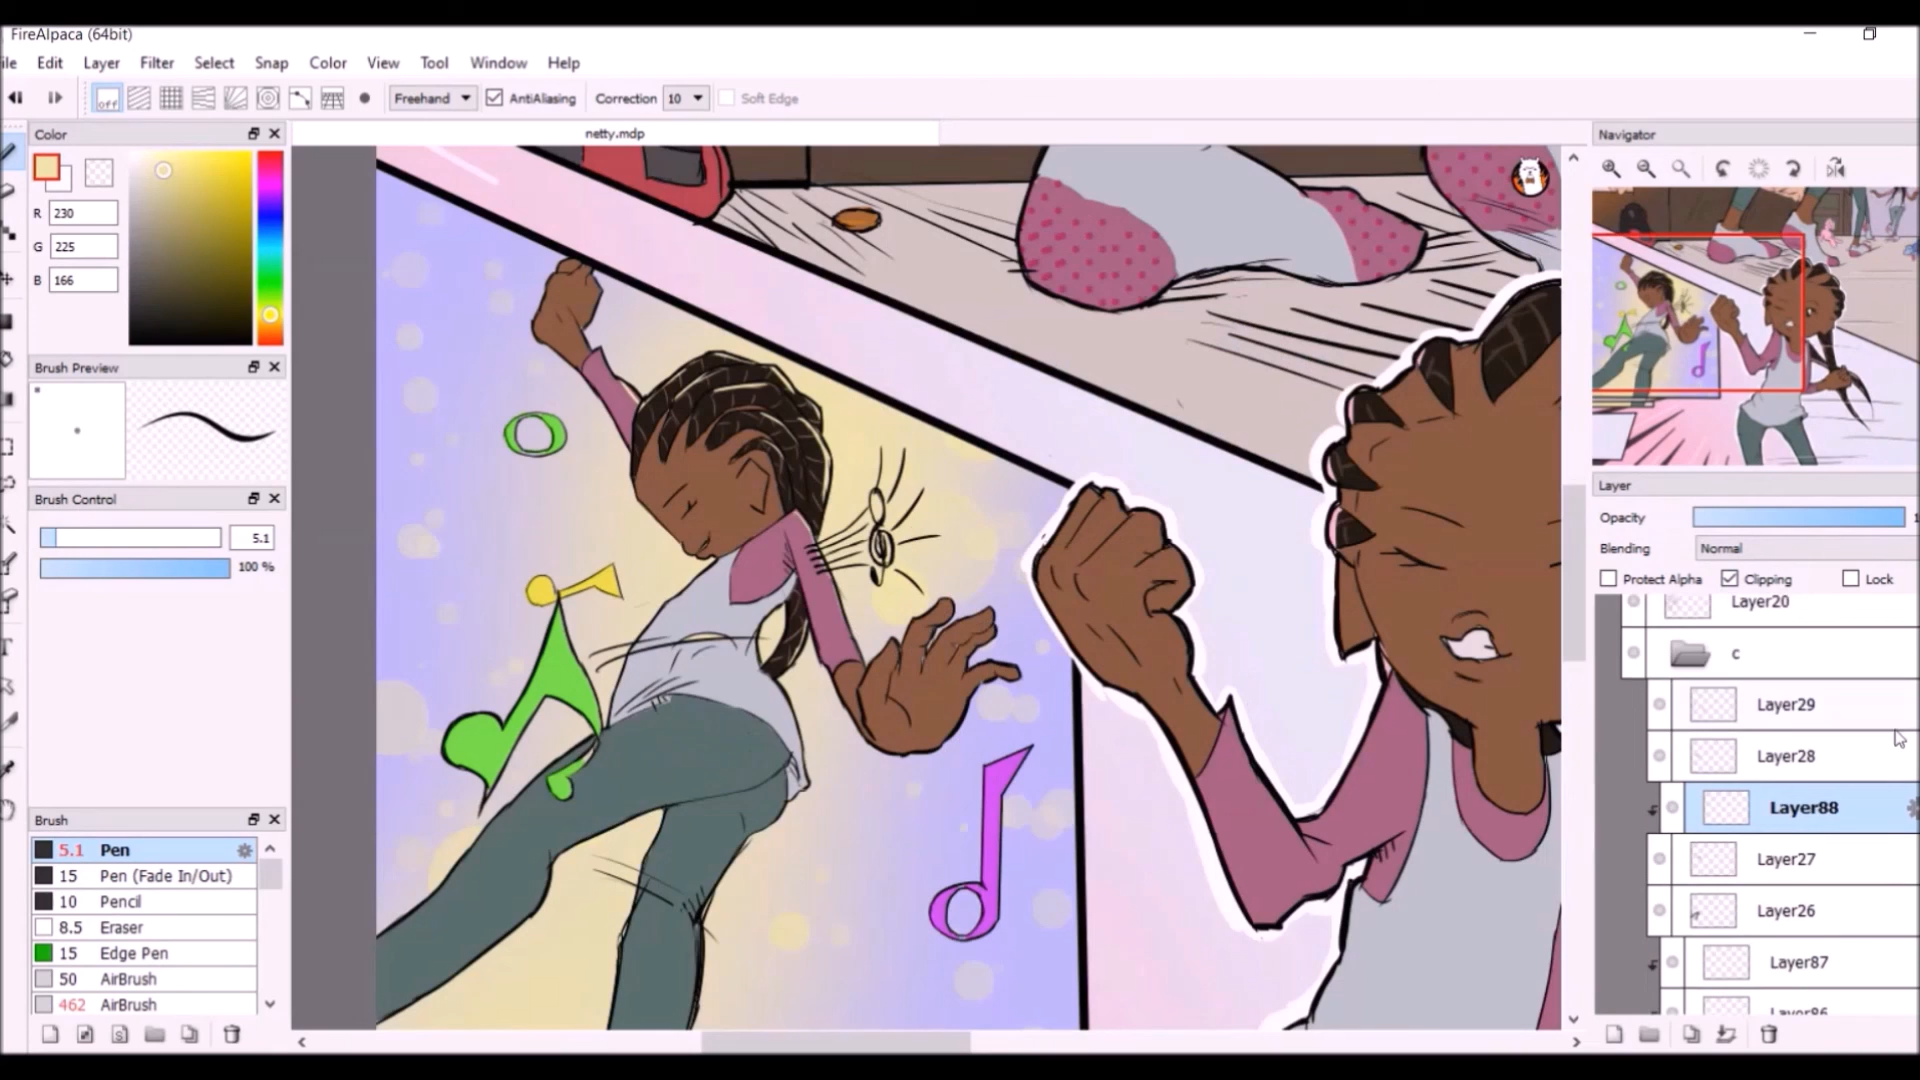 FireAlpaca (64bit)
ile Edit Layer Filter Select Snap Color View Tool Window Help
off Freehand AntiAliasing Correction 10 Soft Edge
Color
netty.mdp
Navigator
R 230
G 225
B 166
Brush Preview
Brush Control
5.1
100 %
Layer
Opacity 1
Blending Normal
Protect Alpha Clipping Lock
Layer20
c
Layer29
Layer28
Layer88
Layer27
Layer26
Layer87
Layer86
Brush
5.1 Pen
15 Pen (Fade In/Out)
10 Pencil
8.5 Eraser
15 Edge Pen
50 AirBrush
462 AirBrush